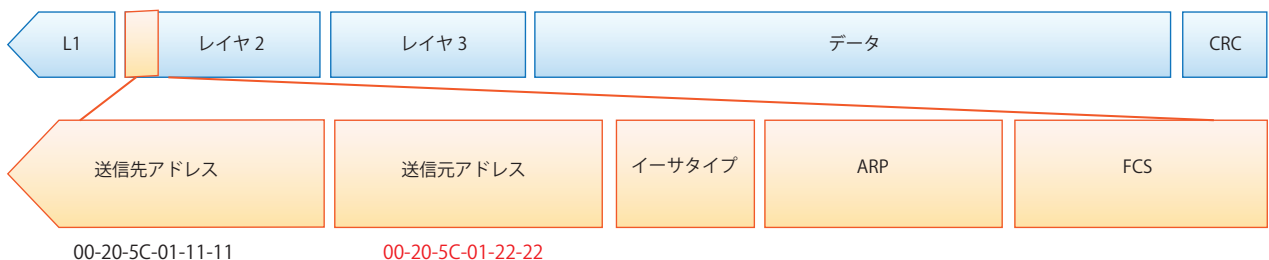 L1
レイヤ 2
レイヤ 3
データ
CRC
送信先アドレス
送信元アドレス
イーサタイプ
ARP
FCS
00-20-5C-01-11-11
00-20-5C-01-22-22